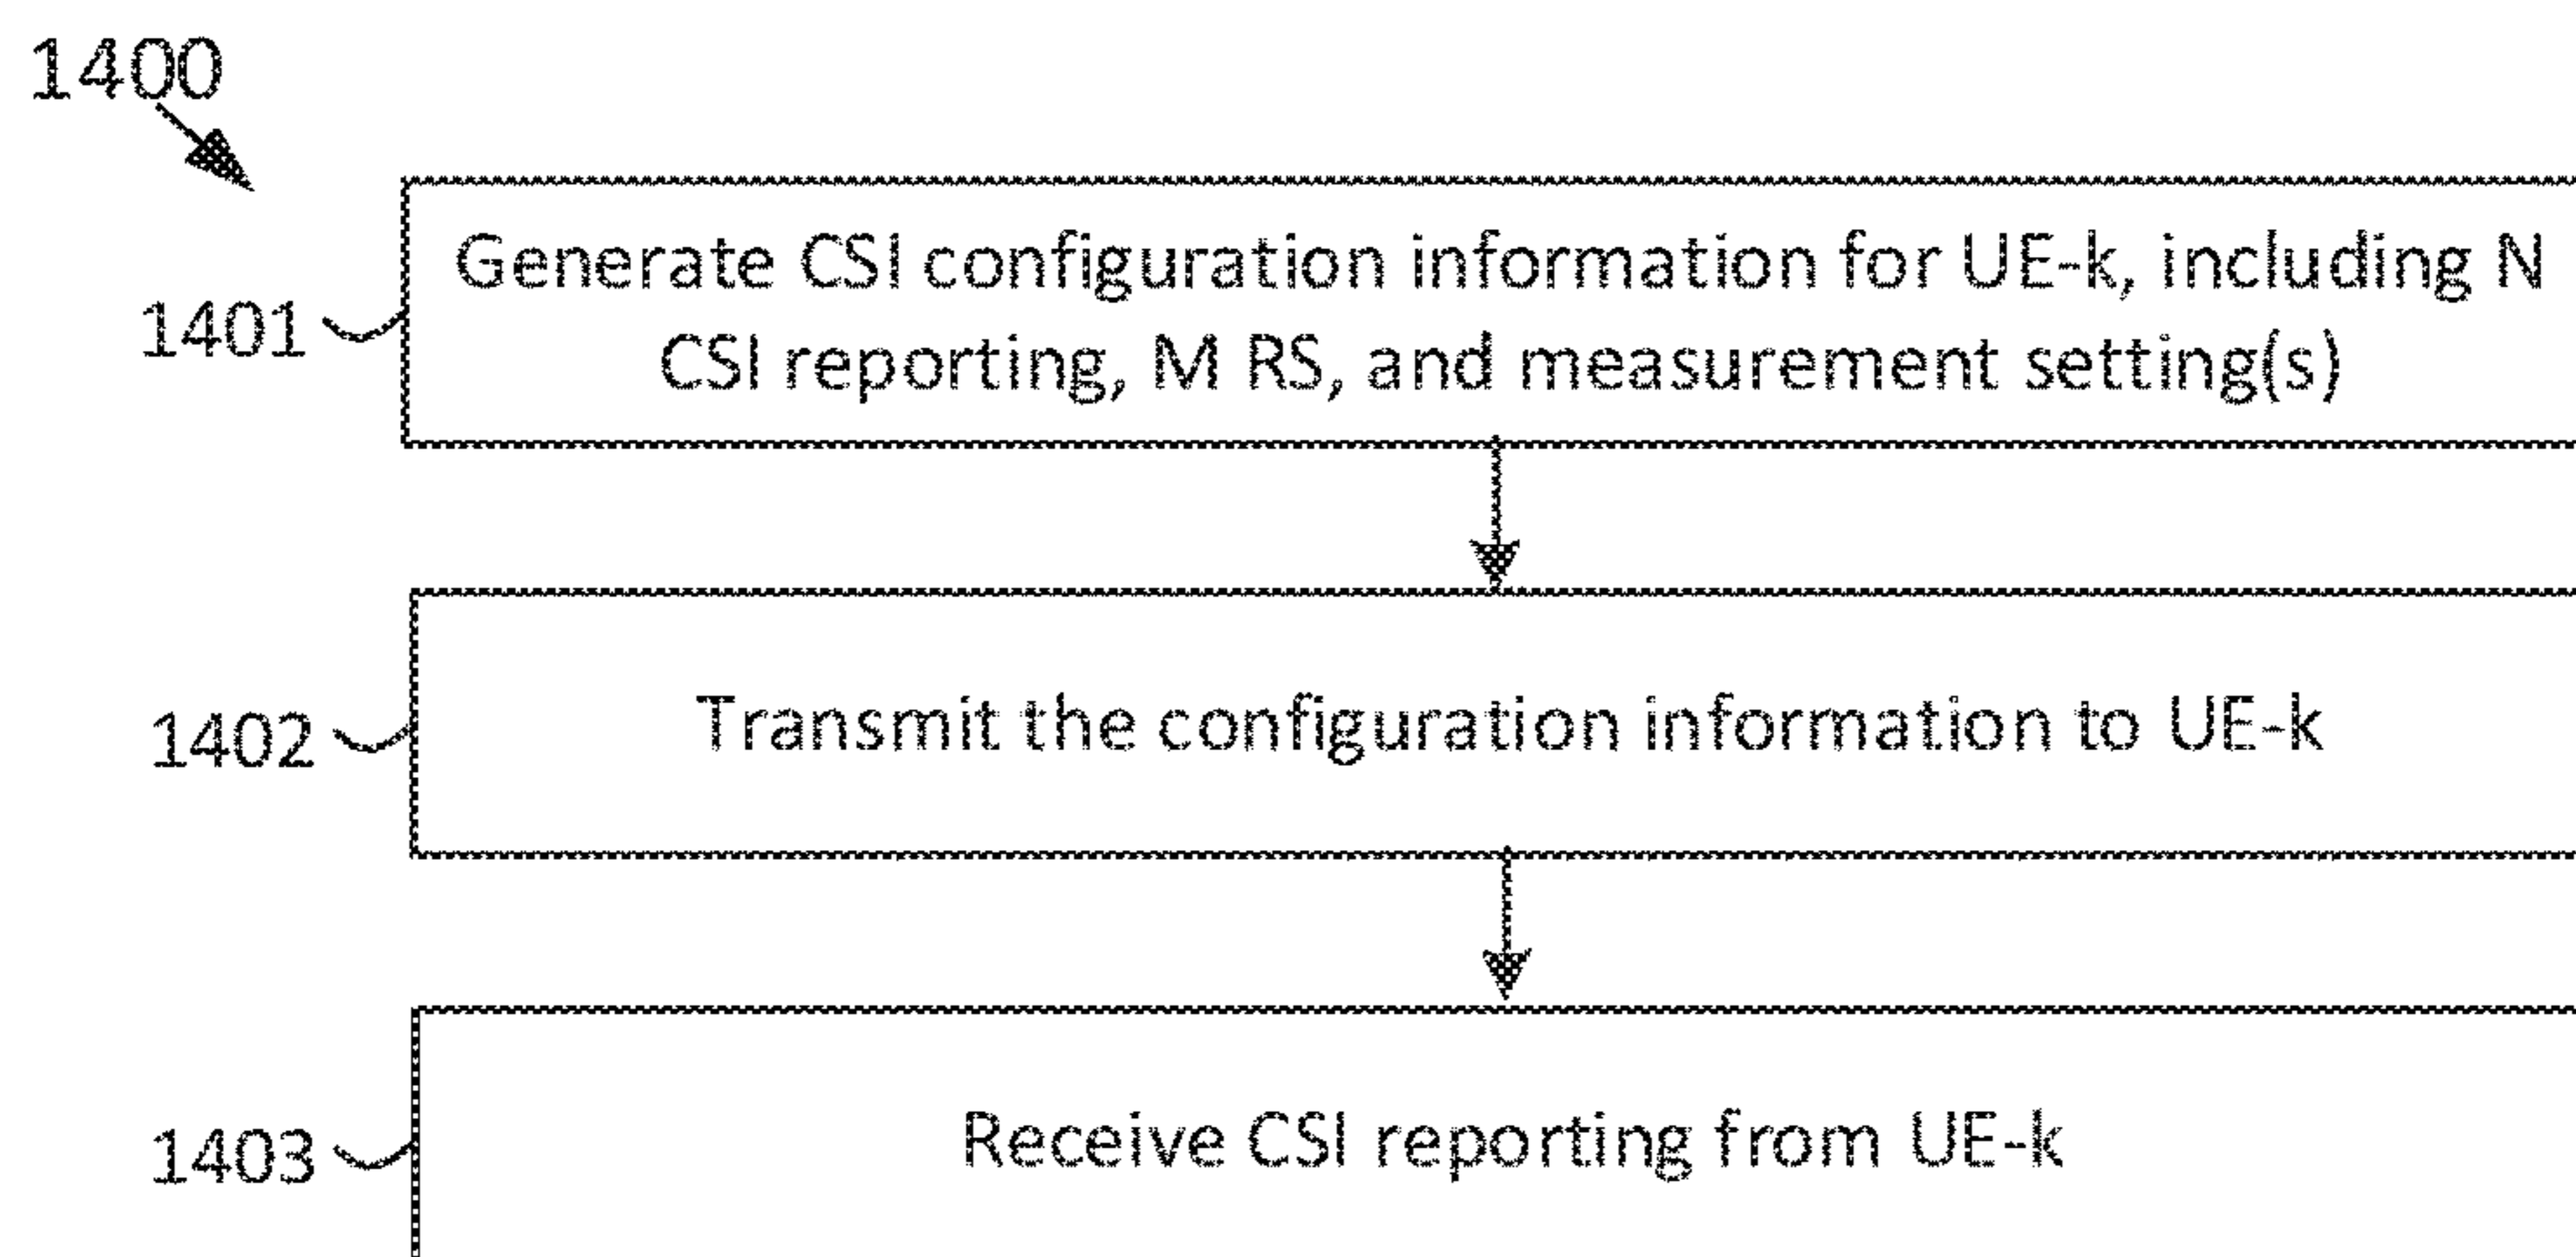 1400
1401
Generate CSI configuration information for UE-k, including N
CSI reporting, M RS, and measurement setting(s)
1402
Transmit the configuration information to UE-k
1403
Receive CSI reporting from UE-k